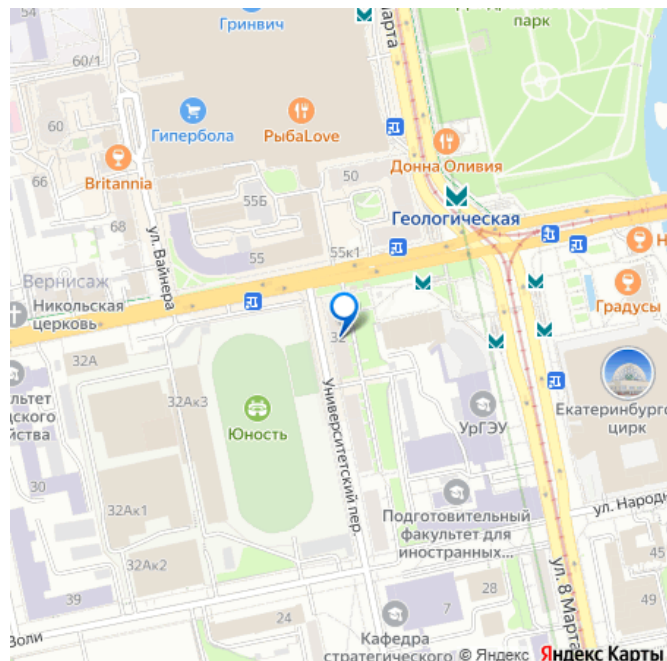 54
60/1
Гринвич
Марта
парк
60
Гипербола
РыбаLove
Донна Оливия
Britannia
66
55Б
50
68
Геологическая
ул. Вайнера
55
55к1
Вернисаж
Никольская
церковь
Градусы
32
32А
32Ак3
Юность
УрГЭУ
Екатеринбургс
цирк
Университетский пер.
30
32Ак1
Подготовительный
факультет для
иностранных...
ул. Народн
32Ак2
39
24
28
7
45
49
ул. 8 Марта
Воли
Кафедра
стратегического
© Яндекс Яндекс Карты